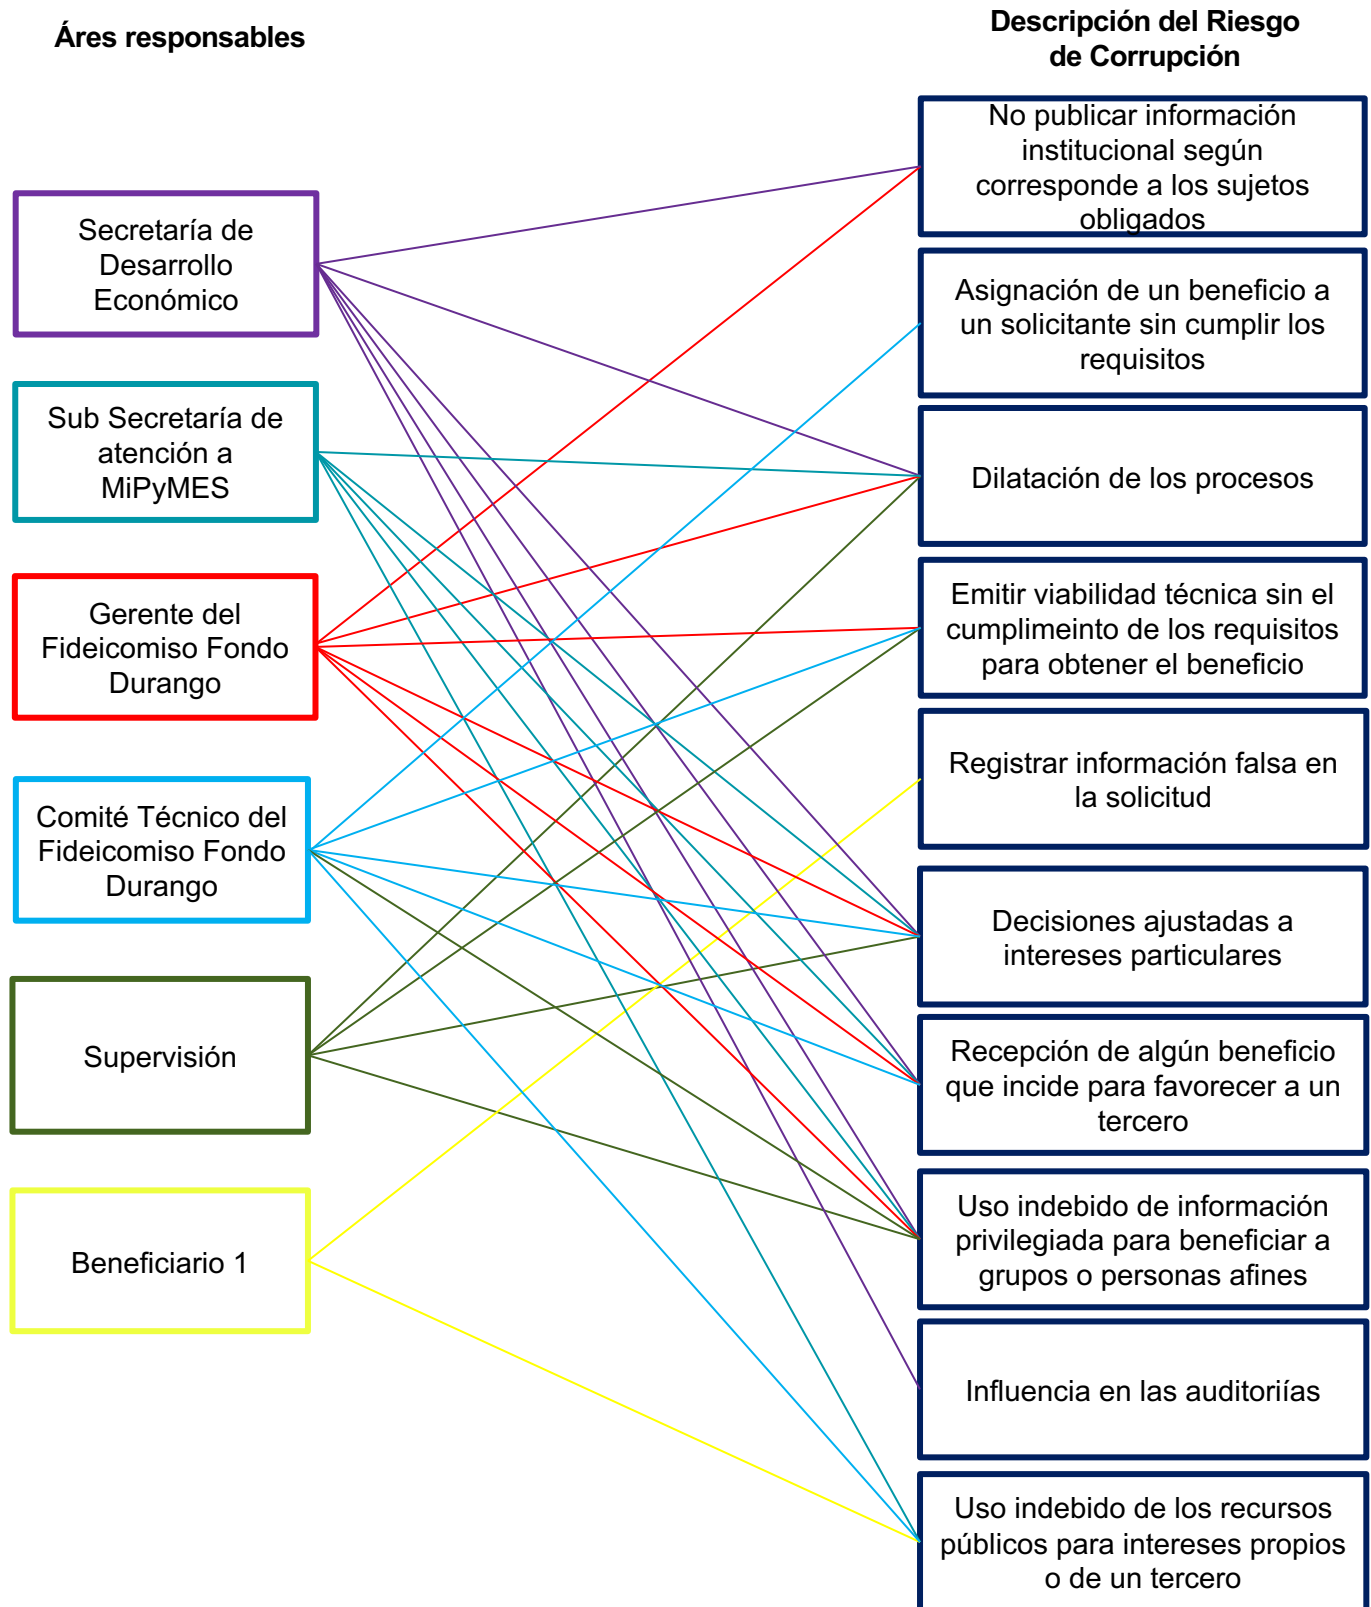 Áres responsables
Descripción del Riesgo
de Corrupción
Secretaría de
Desarrollo
Económico
Sub Secretaría de
atención a
MiPyMES
Gerente del
Fideicomiso Fondo
Durango
Comité Técnico del
Fideicomiso Fondo
Durango
Supervisión
Beneficiario 1
No publicar información
institucional según
corresponde a los sujetos
obligados
Asignación de un beneficio a
un solicitante sin cumplir los
requisitos
Dilatación de los procesos
Emitir viabilidad técnica sin el
cumplimeinto de los requisitos
para obtener el beneficio
Registrar información falsa en
la solicitud
Decisiones ajustadas a
intereses particulares
Recepción de algún beneficio
que incide para favorecer a un
tercero
Uso indebido de información
privilegiada para beneficiar a
grupos o personas afines
Influencia en las auditoriías
Uso indebido de los recursos
públicos para intereses propios
o de un tercero